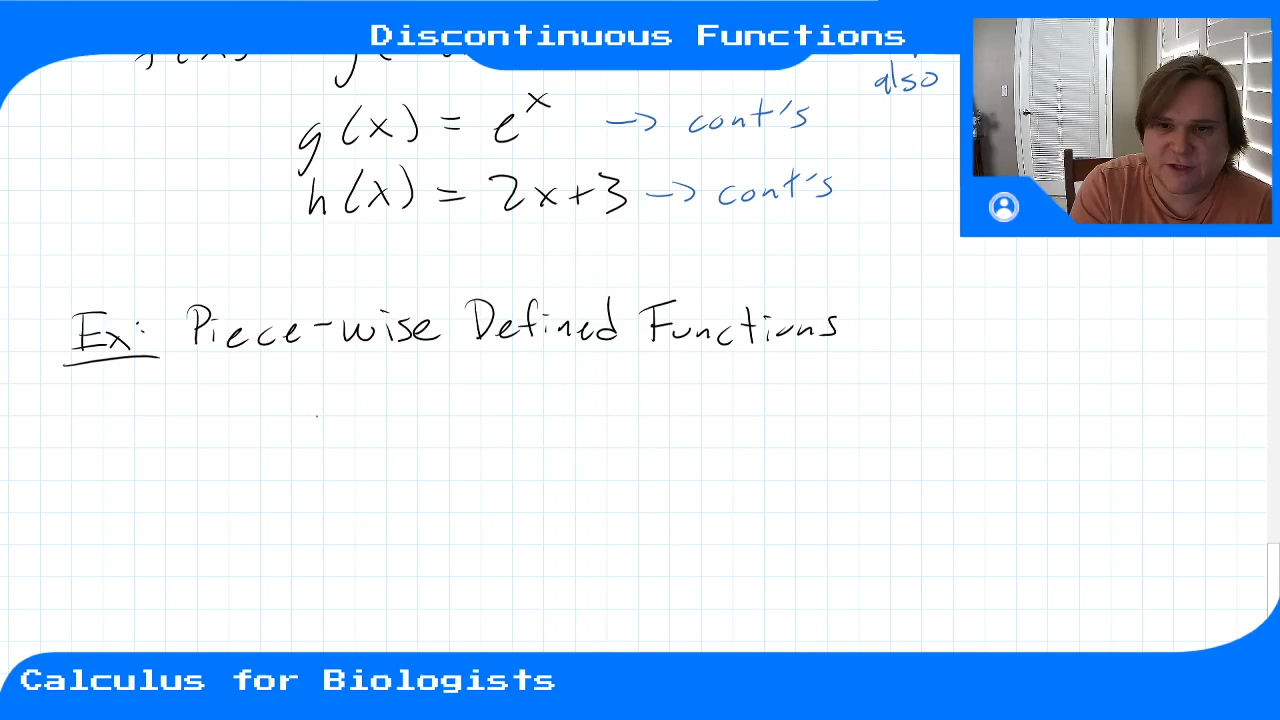 Discontinuous Functions
also
g(x) = e^x → cont's
h(x) = 2x+3 → cont's
Ex: Piece-wise Defined Functions
Calculus for Biologists